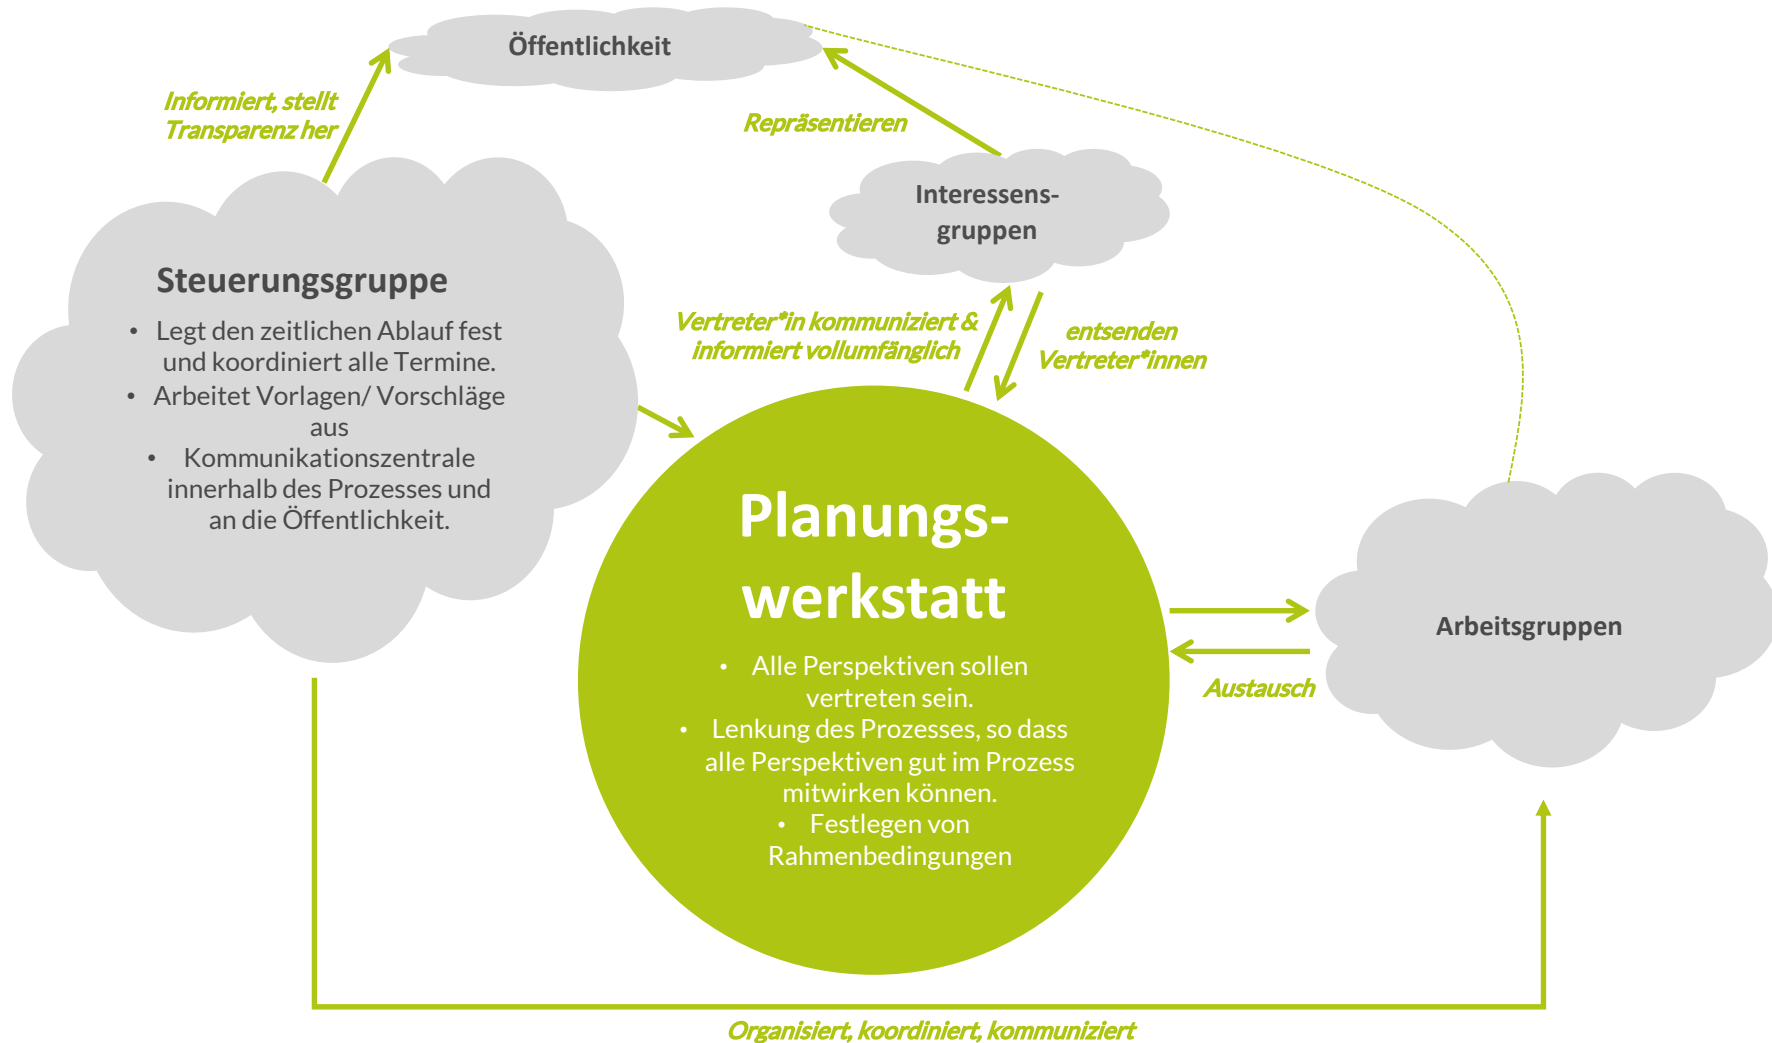 Öffentlichkeit
Informiert, stellt
Transparenz her
Repräsentieren
Interessens-
gruppen
Steuerungsgruppe
• Legt den zeitlichen Ablauf fest
und koordiniert alle Termine.
• Arbeitet Vorlagen/ Vorschläge
aus
• Kommunikationszentrale
innerhalb des Prozesses und
an die Öffentlichkeit.
Vertreter*in kommuniziert &
informiert vollumfänglich
entsenden
Vertreter*innen
Planungs-
werkstatt
• Alle Perspektiven sollen
vertreten sein.
• Lenkung des Prozesses, so dass
alle Perspektiven gut im Prozess
mitwirken können.
• Festlegen von
Rahmenbedingungen
Arbeitsgruppen
Austausch
Organisiert, koordiniert, kommuniziert